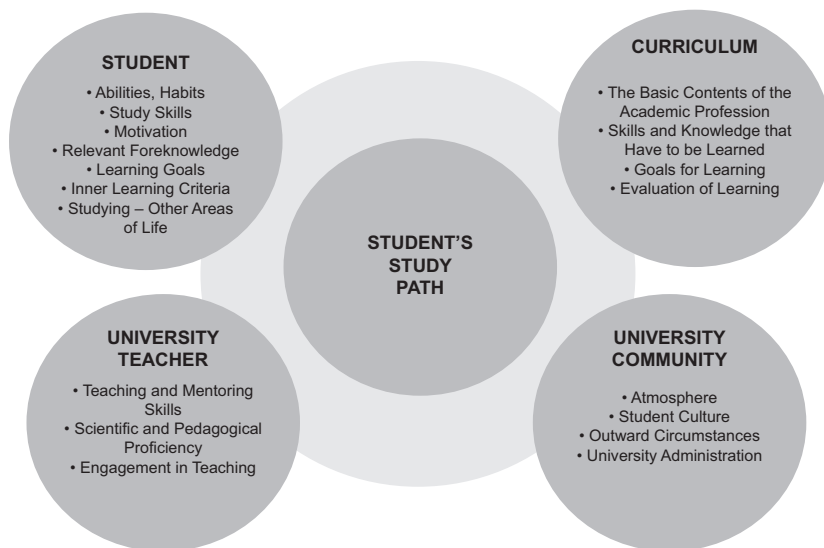 STUDENT
• Abilities, Habits
• Study Skills
• Motivation
• Relevant Foreknowledge
• Learning Goals
• Inner Learning Criteria
• Studying – Other Areas
of Life
CURRICULUM
• The Basic Contents of the
Academic Profession
• Skills and Knowledge that
Have to be Learned
• Goals for Learning
• Evaluation of Learning
STUDENT’S
STUDY
PATH
UNIVERSITY
TEACHER
• Teaching and Mentoring
Skills
• Scientific and Pedagogical
Proficiency
• Engagement in Teaching
UNIVERSITY
COMMUNITY
• Atmosphere
• Student Culture
• Outward Circumstances
• University Administration